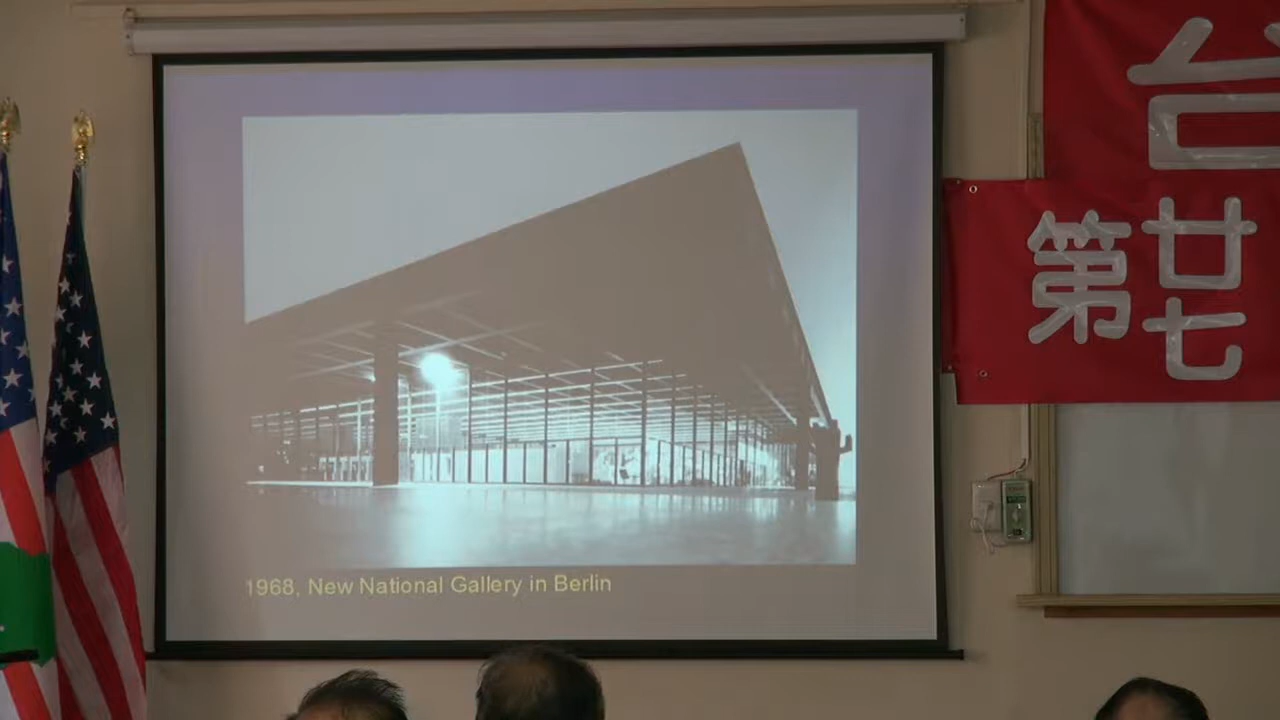 1968, New National Gallery in Berlin
台
第廿七